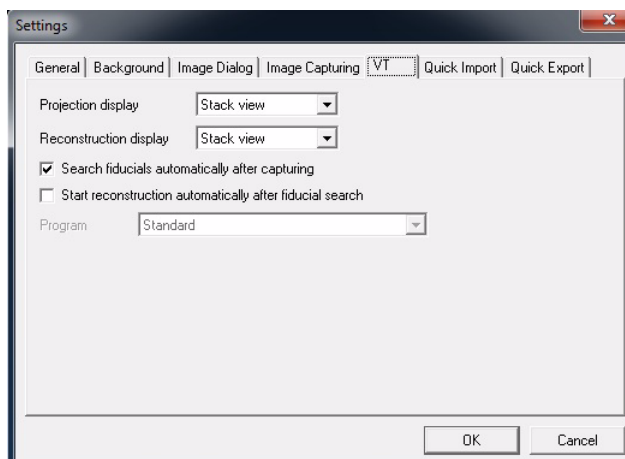 Settings
General Background Image Dialog Image Capturing VT Quick Import Quick Export
Projection display Stack view
Reconstruction display Stack view
Search fiducials automatically after capturing
Start reconstruction automatically after fiducial search
Program Standard
OK Cancel